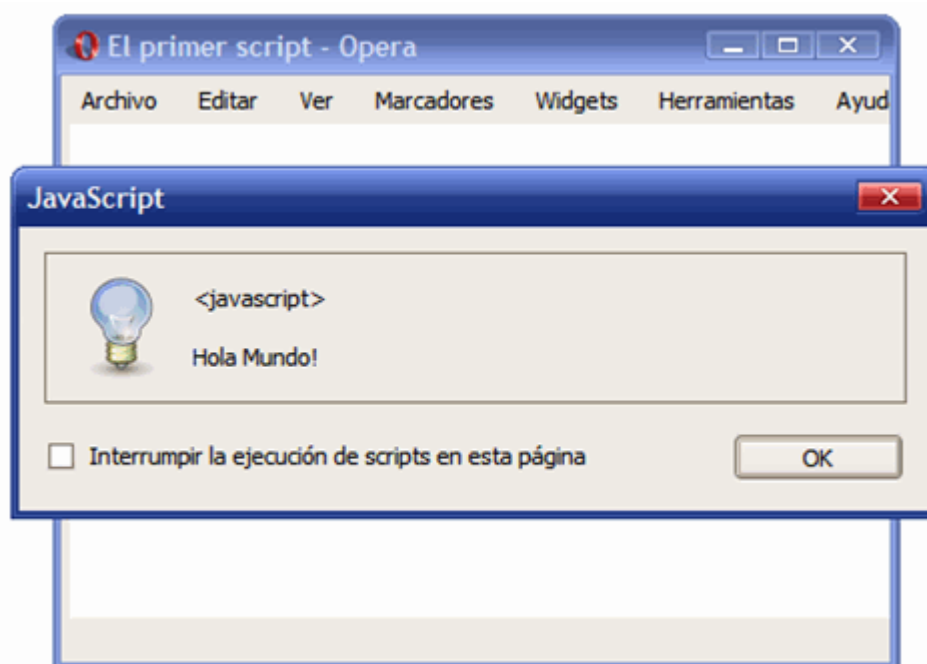 El primer script - Opera
Archivo Editar Ver Marcadores Widgets Herramientas Ayud
JavaScript
<javascript>
Hola Mundo!
Interrumpir la ejecución de scripts en esta página
OK